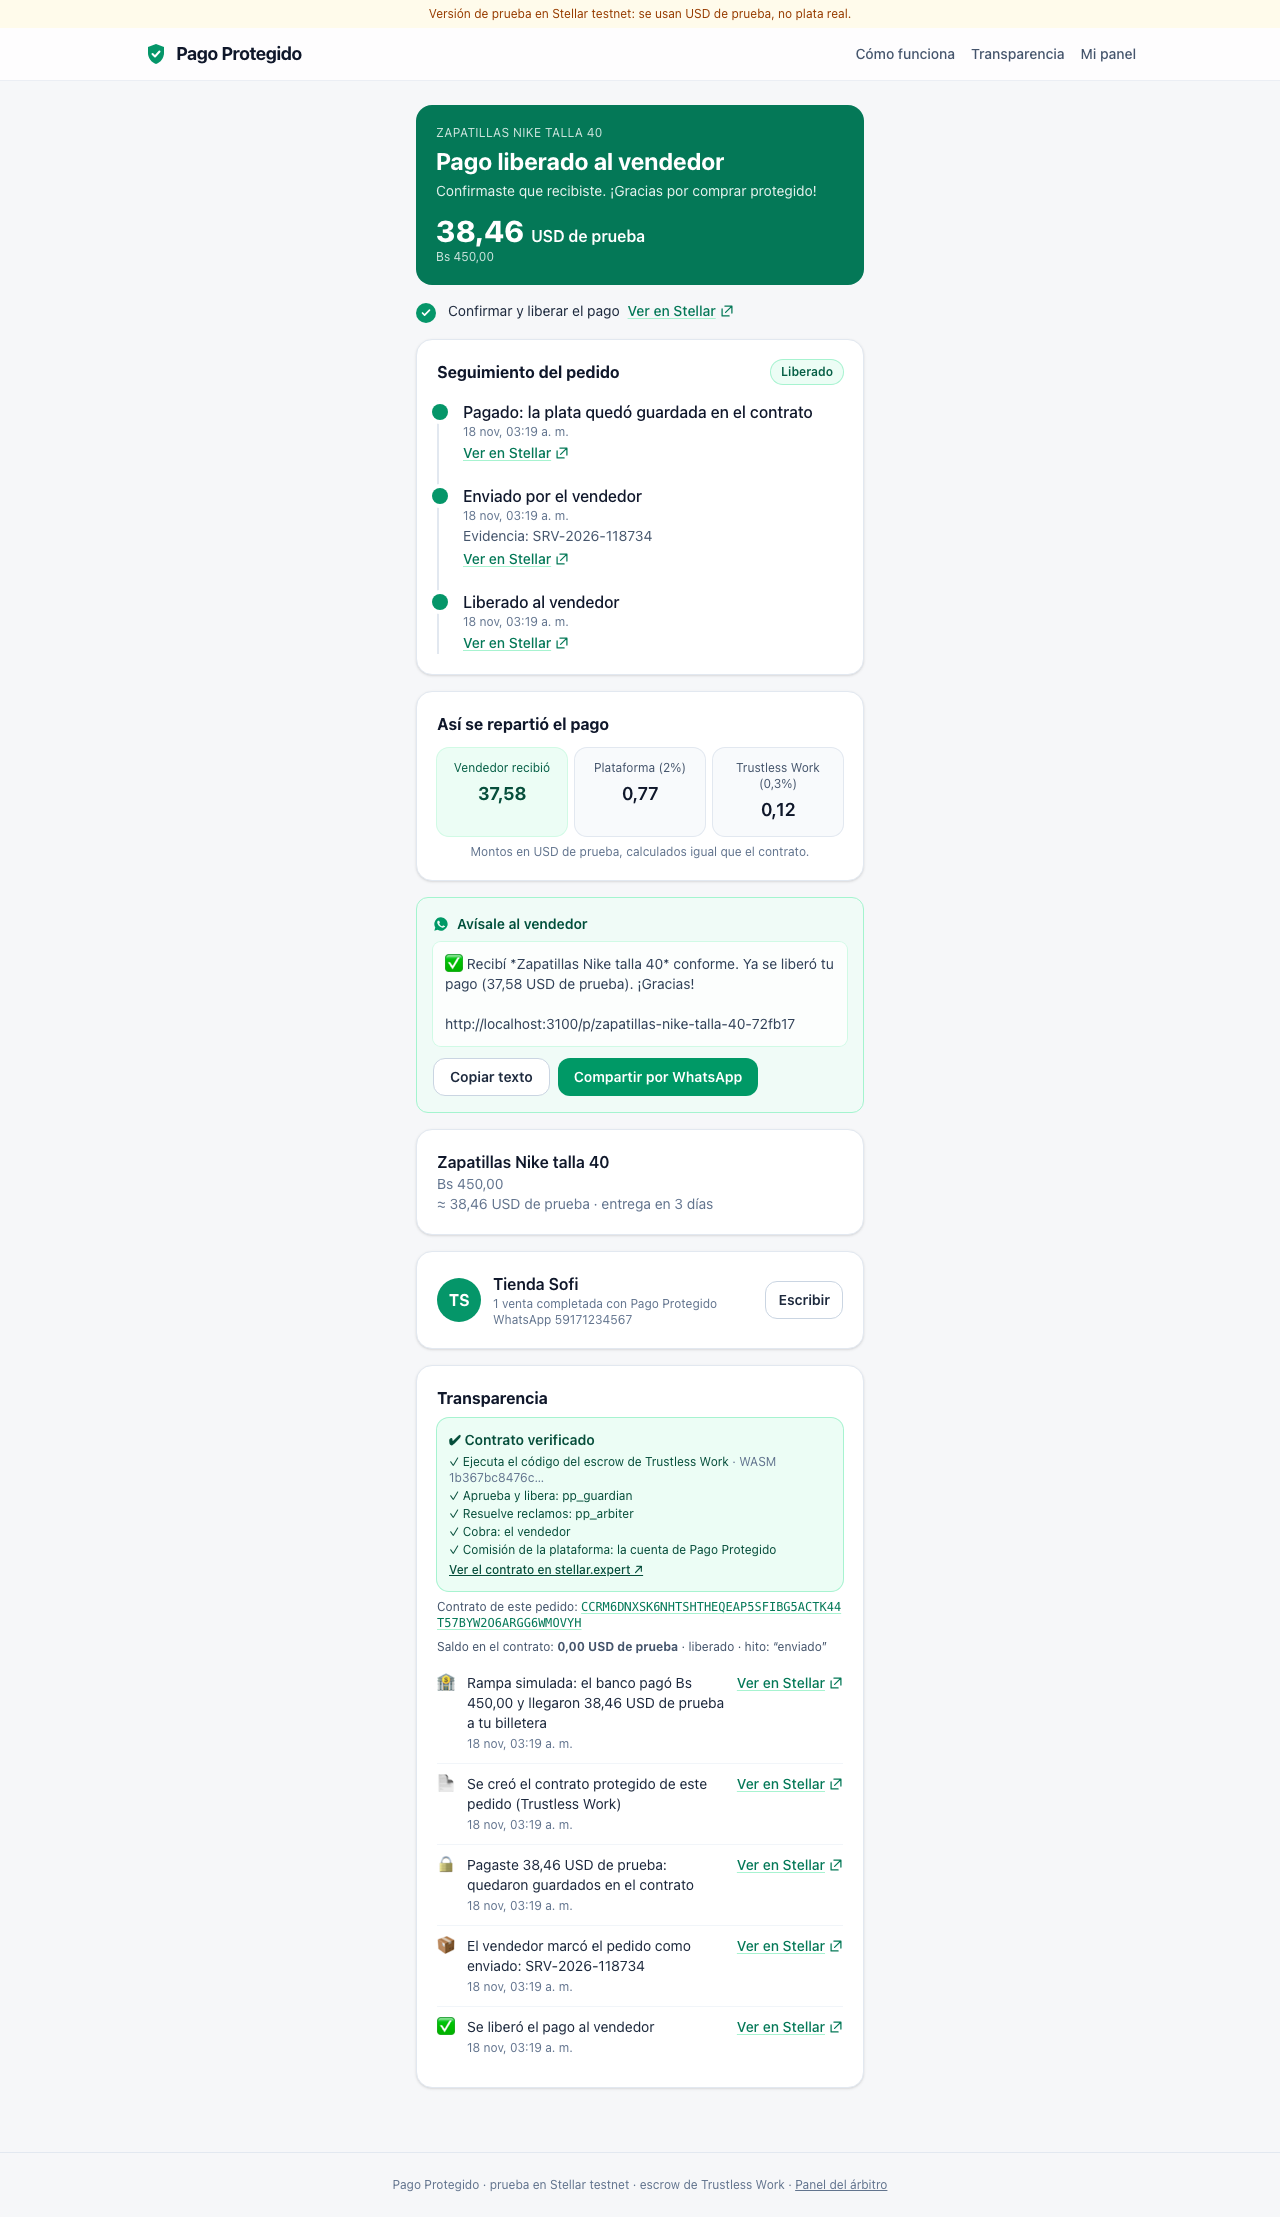 Versión de prueba en Stellar testnet: se usan USD de prueba, no plata real.
Pago Protegido
Cómo funciona
Transparencia
Mi panel
ZAPATILLAS NIKE TALLA 40
Pago liberado al vendedor
Confirmaste que recibiste. ¡Gracias por comprar protegido!
38,46 USD de prueba
Bs 450,00
Confirmar y liberar el pago Ver en Stellar
Seguimiento del pedido
Liberado
Pagado: la plata quedó guardada en el contrato
18 nov, 03:19 a. m.
Ver en Stellar
Enviado por el vendedor
18 nov, 03:19 a. m.
Evidencia: SRV-2026-118734
Ver en Stellar
Liberado al vendedor
18 nov, 03:19 a. m.
Ver en Stellar
Así se repartió el pago
Vendedor recibió
37,58
Plataforma (2%)
0,77
Trustless Work
(0,3%)
0,12
Montos en USD de prueba, calculados igual que el contrato.
Avísale al vendedor
✅ Recibí *Zapatillas Nike talla 40* conforme. Ya se liberó tu
pago (37,58 USD de prueba). ¡Gracias!
http://localhost:3100/p/zapatillas-nike-talla-40-72fb17
Copiar texto
Compartir por WhatsApp
Zapatillas Nike talla 40
Bs 450,00
≈ 38,46 USD de prueba · entrega en 3 días
TS
Tienda Sofi
1 venta completada con Pago Protegido
WhatsApp 59171234567
Escribir
Transparencia
✔ Contrato verificado
✓ Ejecuta el código del escrow de Trustless Work · WASM
1b367bc8476c…
✓ Aprueba y libera: pp_guardian
✓ Resuelve reclamos: pp_arbiter
✓ Cobra: el vendedor
✓ Comisión de la plataforma: la cuenta de Pago Protegido
Ver el contrato en stellar.expert ↗
Contrato de este pedido: CCRM6DNXSK6NHTSHTHEQEAP5SFIBG5ACTK44
T57BYW2O6ARGG6WMOVYH
Saldo en el contrato: 0,00 USD de prueba · liberado · hito: “enviado”
Rampa simulada: el banco pagó Bs
450,00 y llegaron 38,46 USD de prueba
a tu billetera
18 nov, 03:19 a. m.
Ver en Stellar
Se creó el contrato protegido de este
pedido (Trustless Work)
18 nov, 03:19 a. m.
Ver en Stellar
Pagaste 38,46 USD de prueba:
quedaron guardados en el contrato
18 nov, 03:19 a. m.
Ver en Stellar
El vendedor marcó el pedido como
enviado: SRV-2026-118734
18 nov, 03:19 a. m.
Ver en Stellar
Se liberó el pago al vendedor
18 nov, 03:19 a. m.
Ver en Stellar
Pago Protegido · prueba en Stellar testnet · escrow de Trustless Work · Panel del árbitro